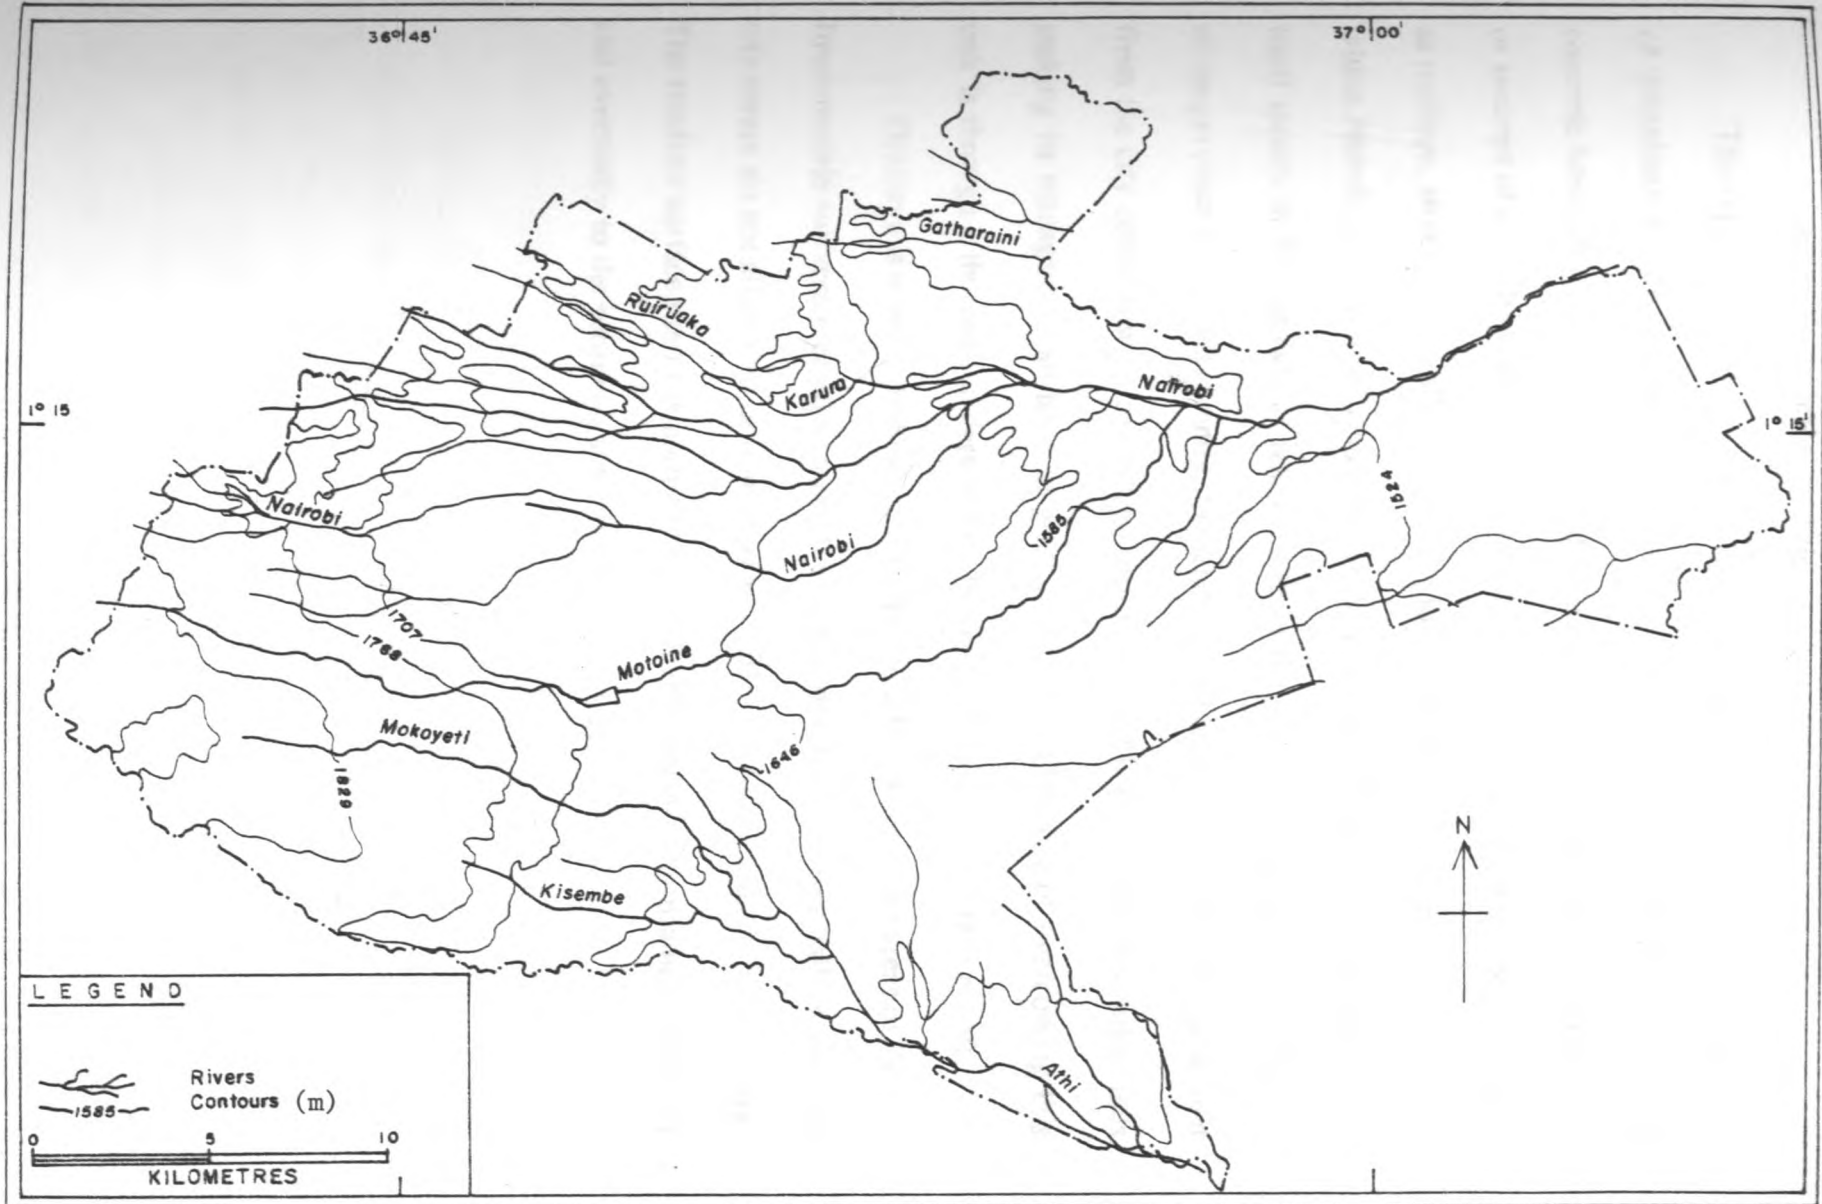 36° 45'
37° 00'
Gatharaini
Ruiruaka
Karura
Nairobi
1° 15
1° 15'
1524
Nairobi
1585
Nairobi
1707
1768
Motoine
Mokoyeti
1646
1829
N
Kisembe
Athi
LEGEND
Rivers
1585
Contours (m)
0 5 10
KILOMETRES